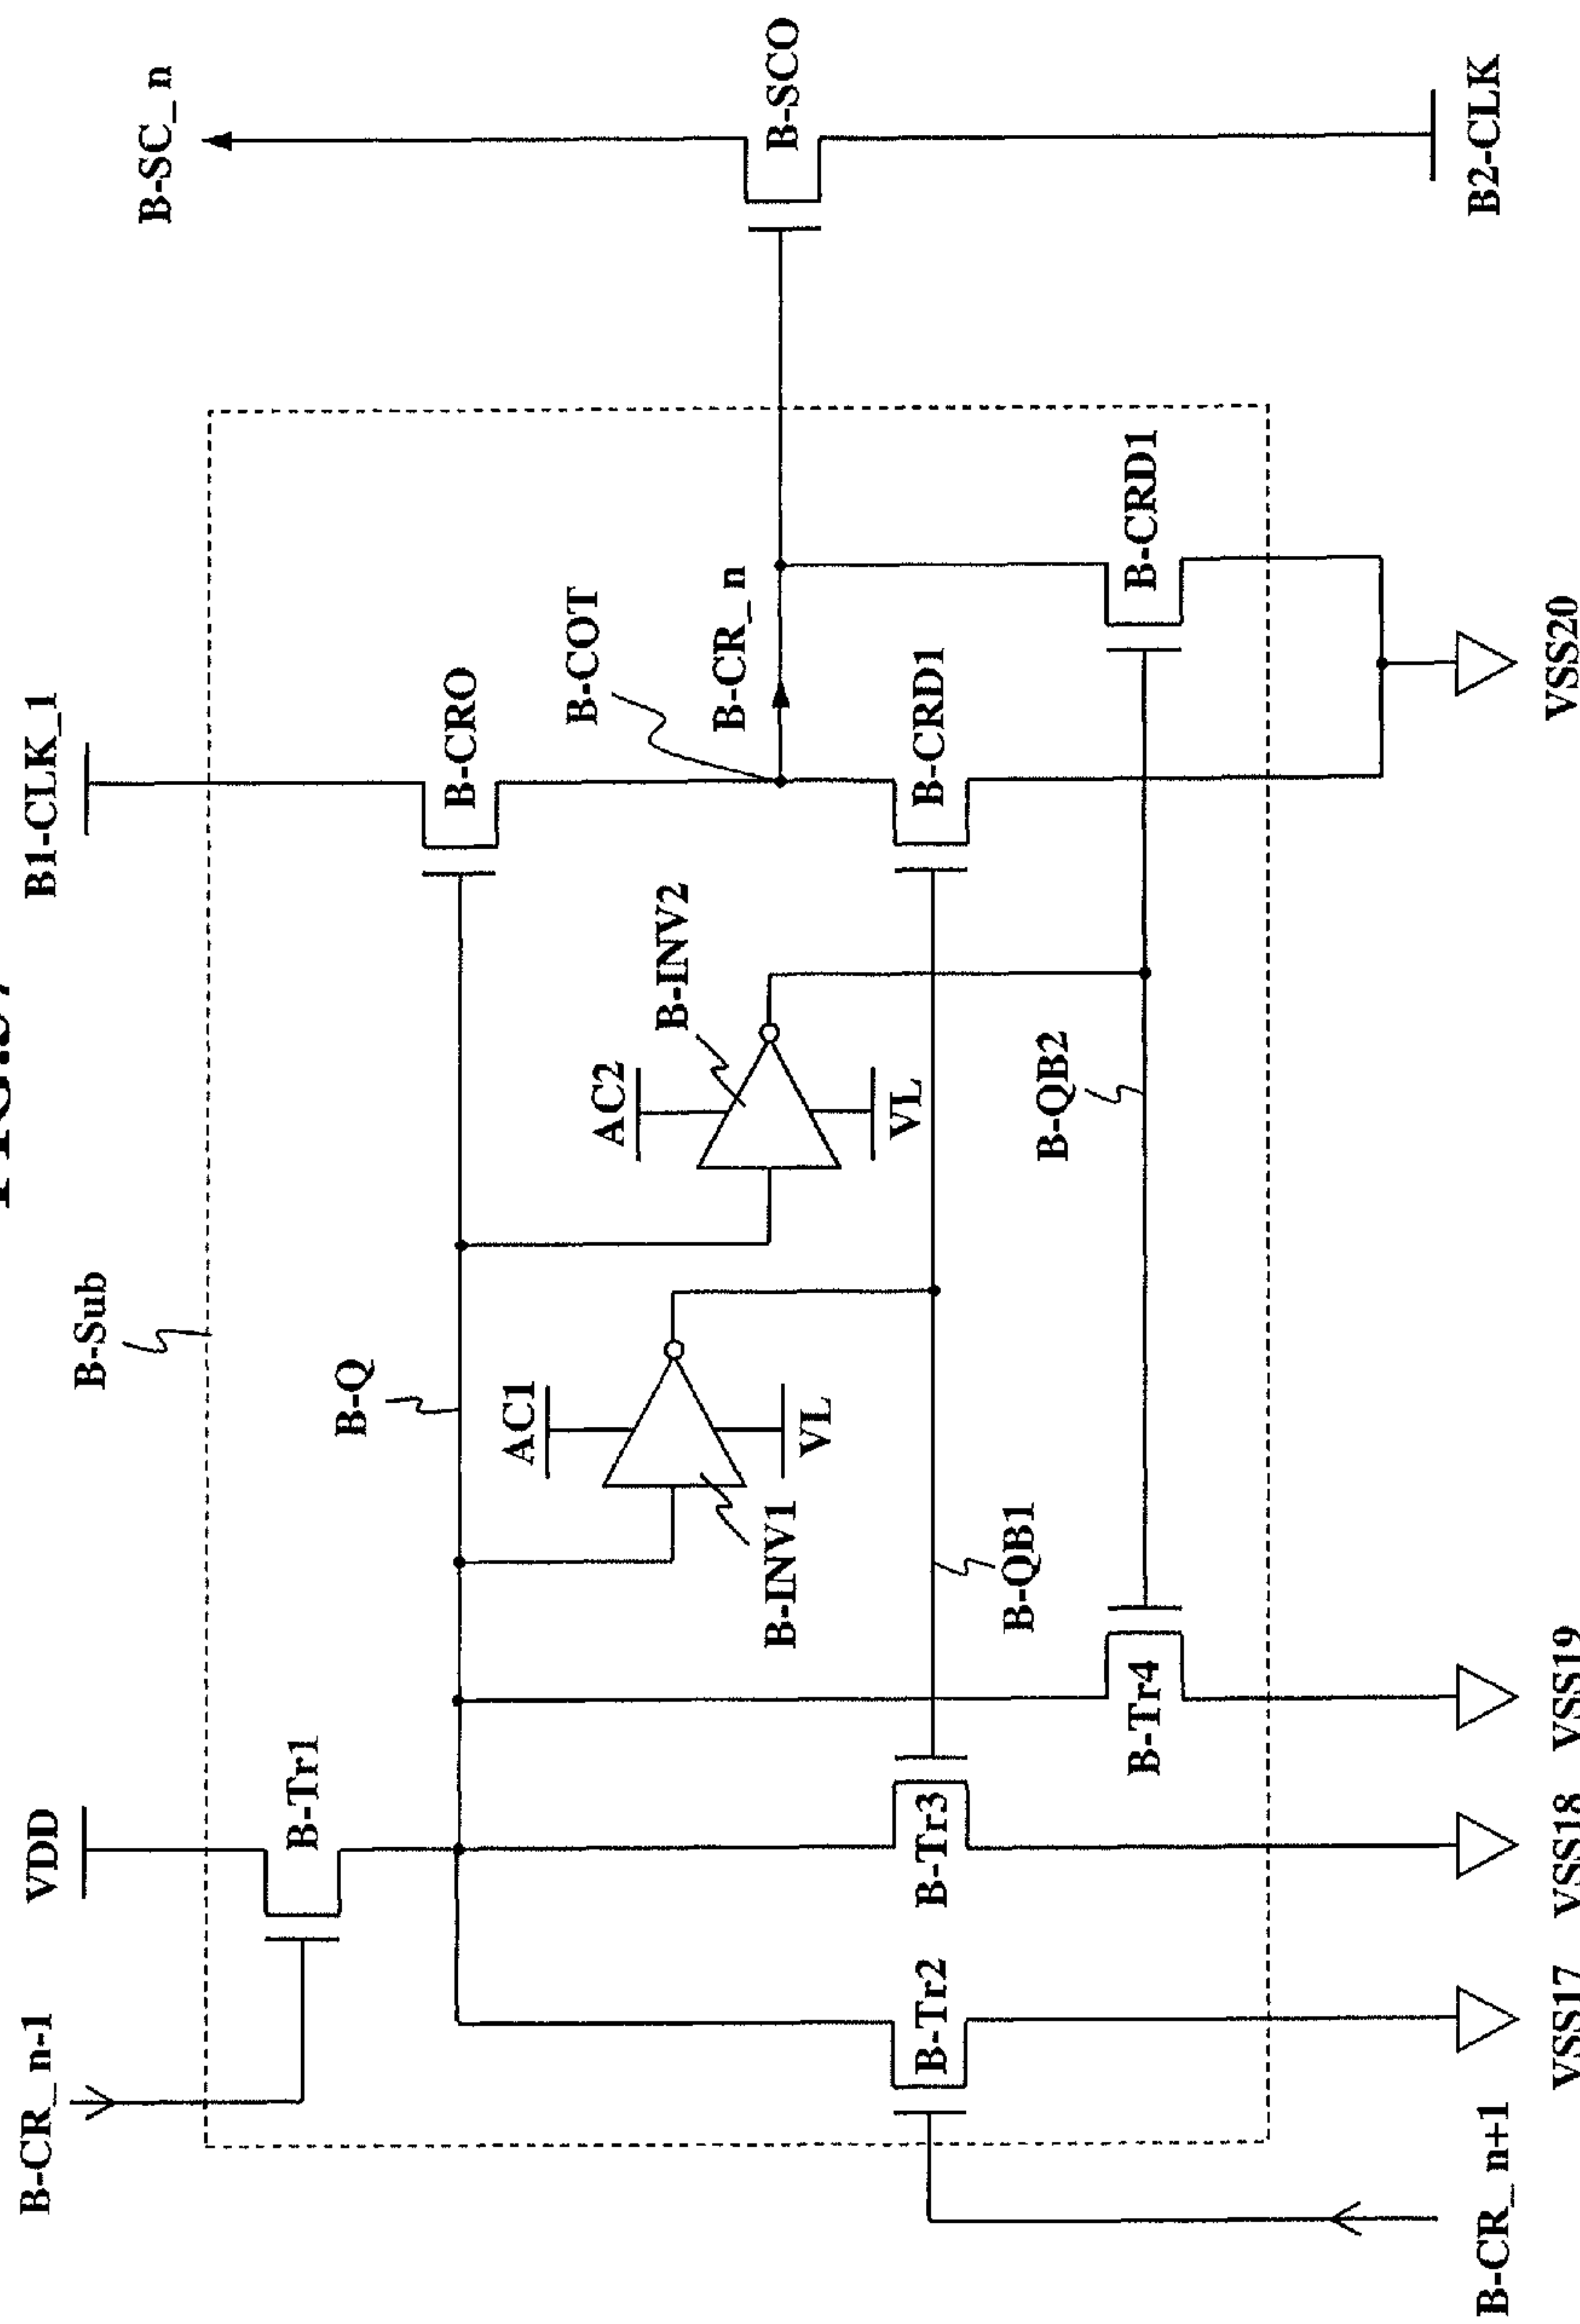 B-CR_n-1
VDD
B1-CLK_1
B-SC_n
B-Sub
B-Tr1
B-Q
B-CRO
B-COT
B-CR_n
B-SCO
AC1
AC2
B-INV2
VL
VL
B-INV1
B-Tr2
B-Tr3
B-CRD1
B-QB1
B-QB2
B-Tr4
B-CRD1
B-CR_n+1
VSS17
VSS18
VSS19
VSS20
B2-CLK